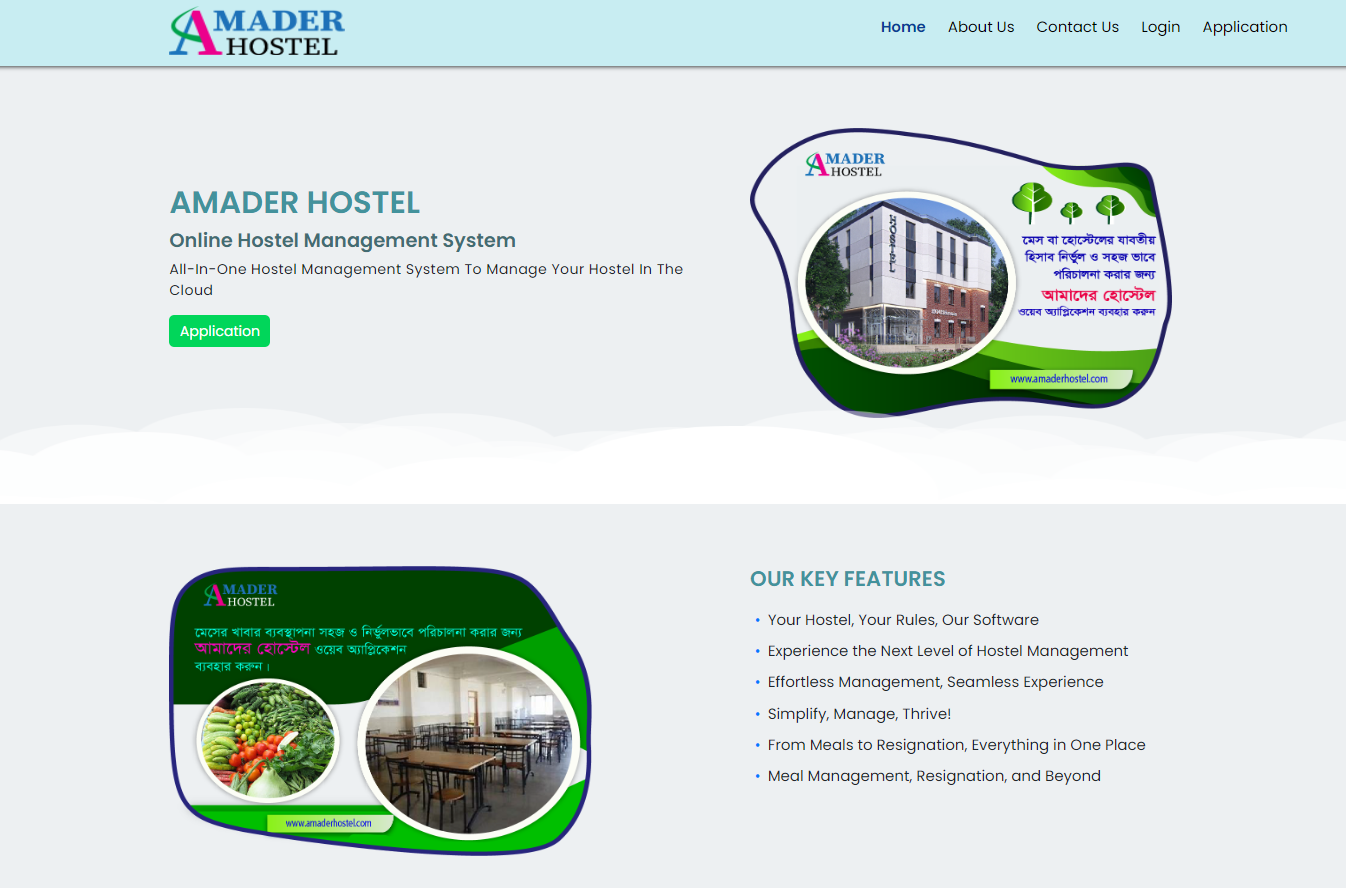 AMADER
HOSTEL
Home
About Us
Contact Us
Login
Application
AMADER HOSTEL
Online Hostel Management System
All-In-One Hostel Management System To Manage Your Hostel In The
Cloud
Application
AMADER
HOSTEL
HOSTEL
মেস বা হোস্টেলের যাবতীয়
হিসাব নির্ভুল ও সহজ ভাবে
পরিচালনা করার জন্য
আমাদের হোস্টেল
ওয়েব অ্যাপ্লিকেশন ব্যবহার করুন
www.amaderhostel.com
AMADER
HOSTEL
মেসের খাবার ব্যবস্থাপনা সহজ ও নির্ভুলভাবে পরিচালনা করার জন্য
আমাদের হোস্টেল ওয়েব অ্যাপ্লিকেশন
ব্যবহার করুন।
www.amaderhostel.com
OUR KEY FEATURES
• Your Hostel, Your Rules, Our Software
• Experience the Next Level of Hostel Management
• Effortless Management, Seamless Experience
• Simplify, Manage, Thrive!
• From Meals to Resignation, Everything in One Place
• Meal Management, Resignation, and Beyond